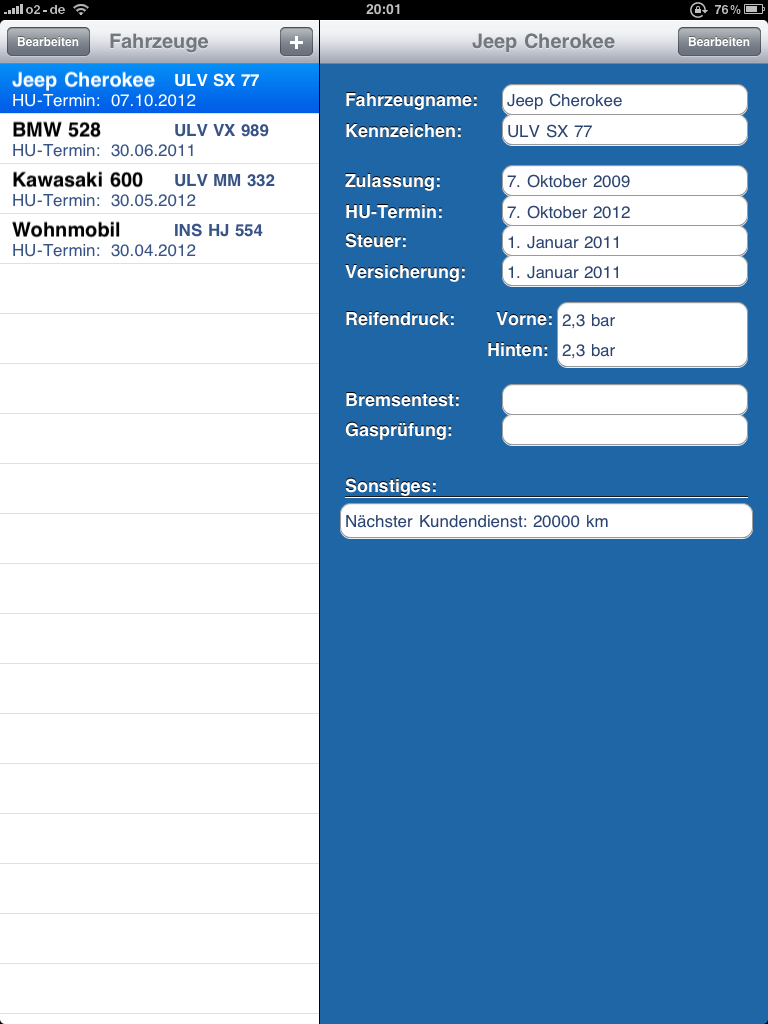 o2-de 20:01 76%
Bearbeiten Fahrzeuge +
Jeep Cherokee ULV SX 77
HU-Termin: 07.10.2012
BMW 528 ULV VX 989
HU-Termin: 30.06.2011
Kawasaki 600 ULV MM 332
HU-Termin: 30.05.2012
Wohnmobil INS HJ 554
HU-Termin: 30.04.2012
Jeep Cherokee Bearbeiten
Fahrzeugname: Jeep Cherokee
Kennzeichen: ULV SX 77
Zulassung: 7. Oktober 2009
HU-Termin: 7. Oktober 2012
Steuer: 1. Januar 2011
Versicherung: 1. Januar 2011
Reifendruck: Vorne: 2,3 bar
Hinten: 2,3 bar
Bremsentest:
Gasprüfung:
Sonstiges:
Nächster Kundendienst: 20000 km